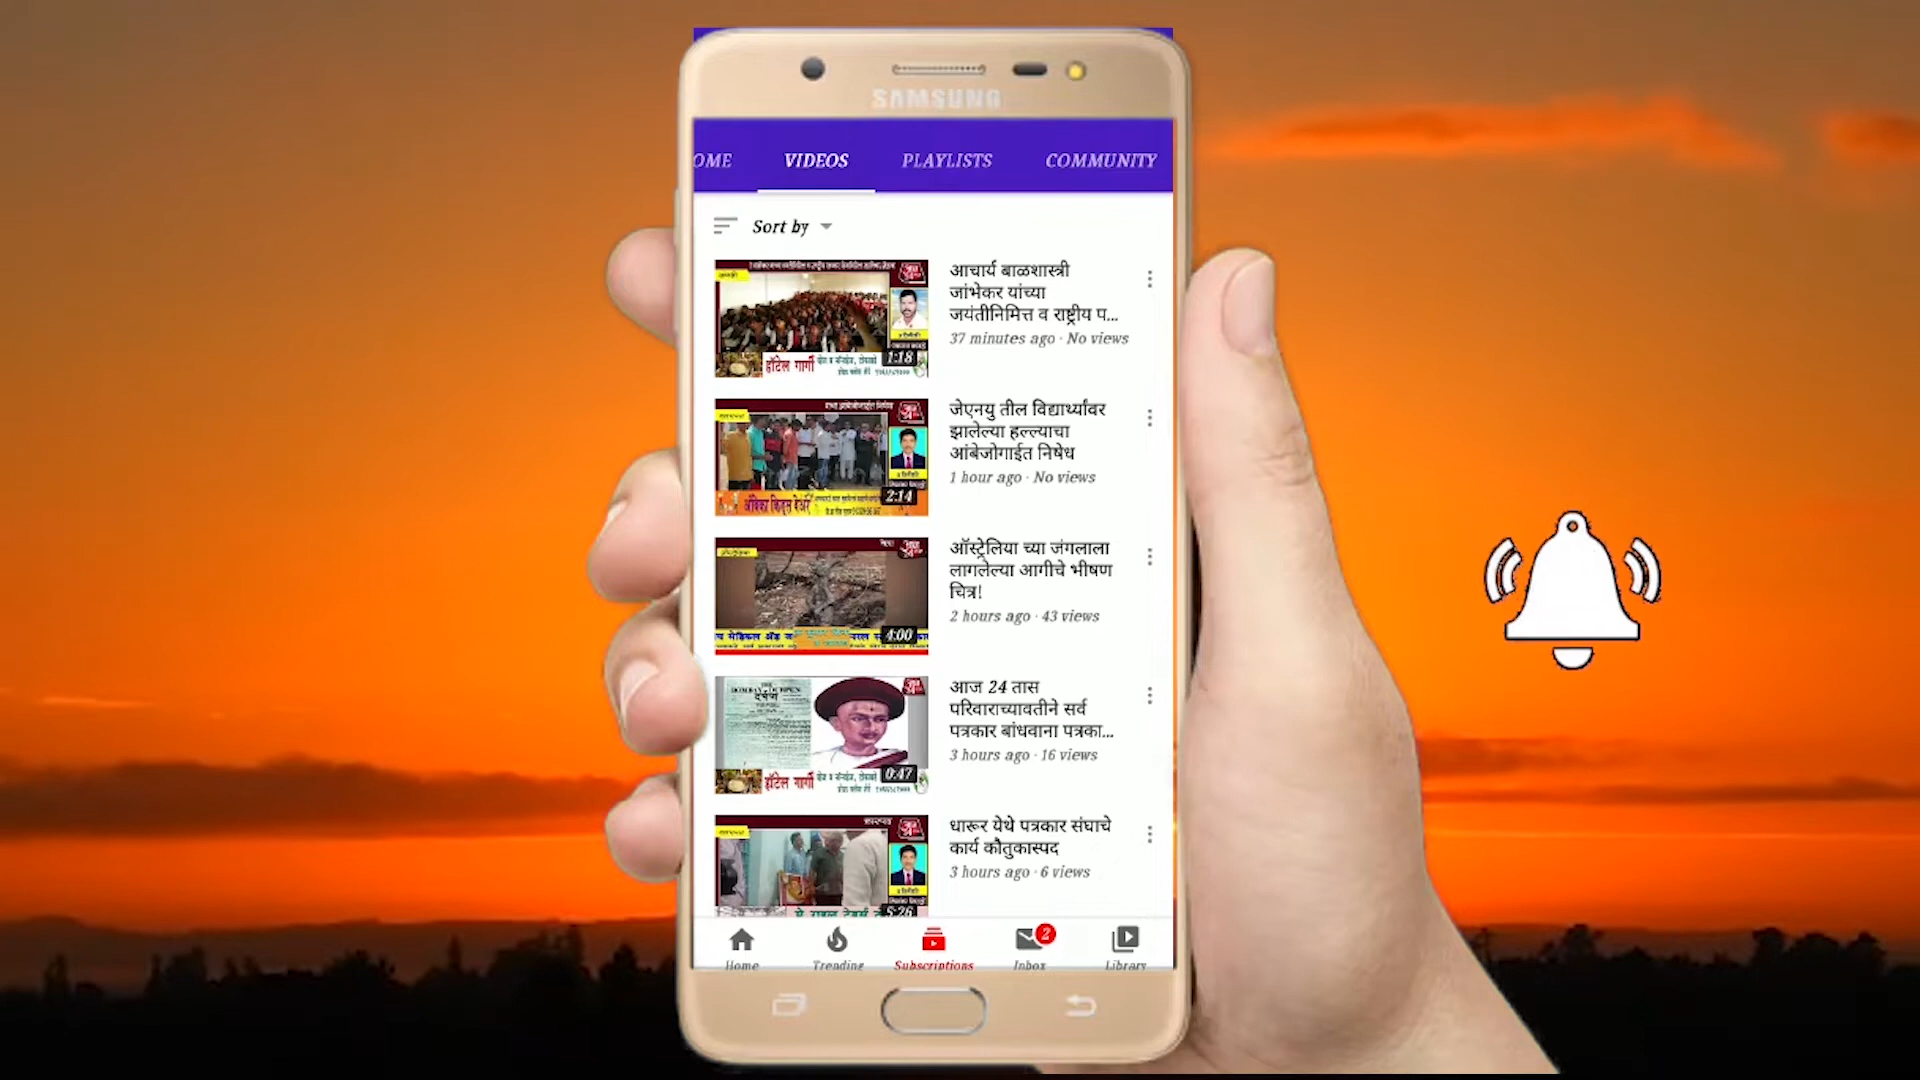 SAMSUNG
OME VIDEOS PLAYLISTS COMMUNITY
Sort by
आचार्य बाळशास्त्री
जांभेकर यांच्या
जयंतीनिमित्त व राष्ट्रीय प...
37 minutes ago · No views
1:18
हॉटेल गार्गी
जेएनयु तील विद्यार्थ्यांवर
झालेल्या हल्ल्याचा
आंबेजोगाईत निषेध
1 hour ago · No views
2:14
अंबिका किड्स वेअर
ऑस्ट्रेलिया च्या जंगलाला
लागलेल्या आगीचे भीषण
चित्र!
2 hours ago · 43 views
4:00
आज 24 तास
परिवाराच्यावतीने सर्व
पत्रकार बांधवाना पत्रका...
3 hours ago · 16 views
0:47
हॉटेल गार्गी
धारूर येथे पत्रकार संघाचे
कार्य कौतुकास्पद
3 hours ago · 6 views
5:26
2
Home Trending Subscriptions Inbox Library